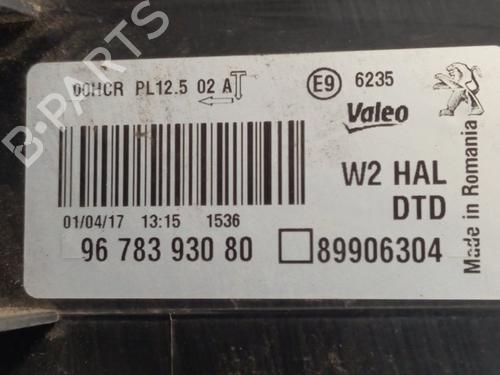 00HCR PL12.5 02 A
E9 6235
Valeo
W2 HAL
DTD
Made in Romania
01/04/17 13:15 1536
96 783 930 80
89906304
B-PARTS